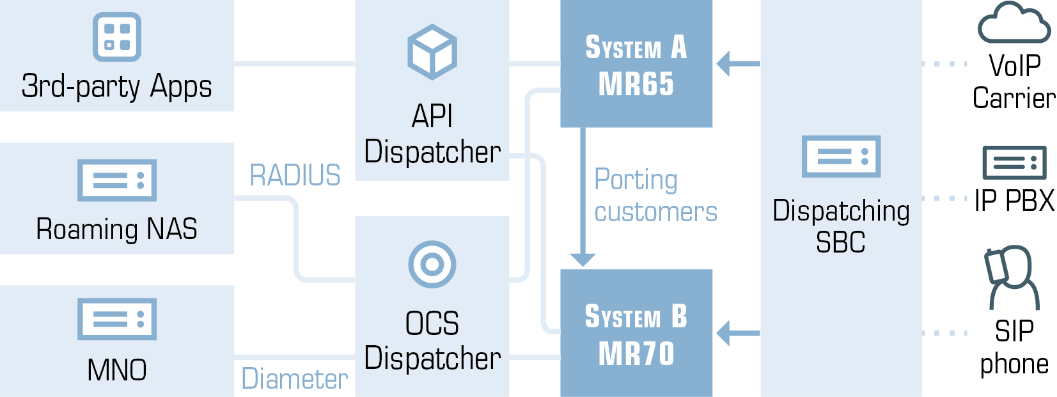 3rd-party Apps
RADIUS
Roaming NAS
MNO
Diameter
API
Dispatcher
OCS
Dispatcher
SYSTEM A
MR65
Porting
customers
SYSTEM B
MR70
Dispatching
SBC
VoIP
Carrier
IP PBX
SIP
phone